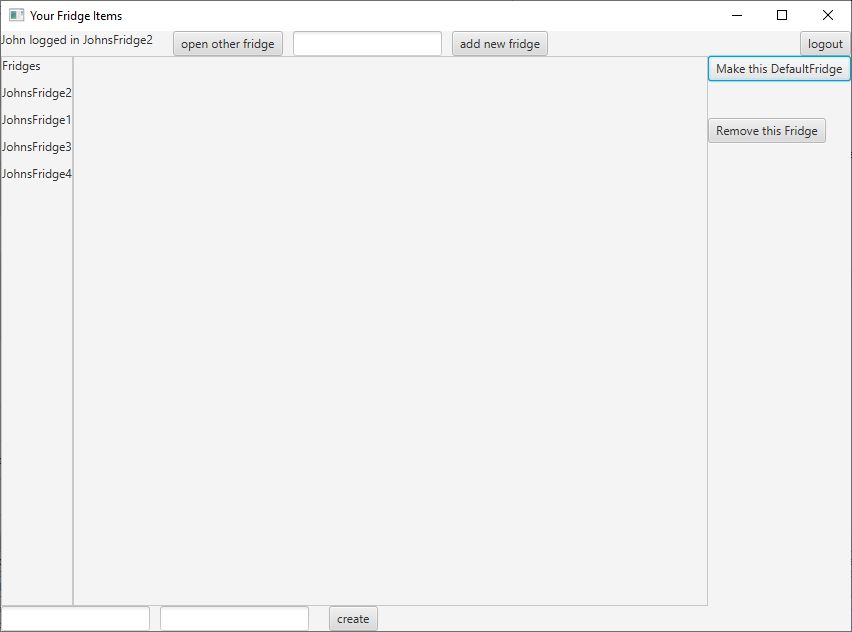 Your Fridge Items
John logged in JohnsFridge2 open other fridge add new fridge logout
Fridges
Make this DefaultFridge
JohnsFridge2
JohnsFridge1
Remove this Fridge
JohnsFridge3
JohnsFridge4
create